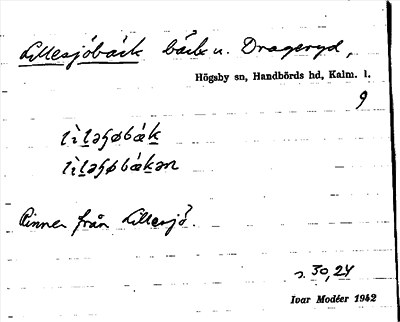 Lillesjöbäck bäck u. Drageryd,
Högsby sn, Handbörds hd, Kalm. l.
9
Rinner från Lillesjö.
s. 30, 24
Ivar Modéer 1942